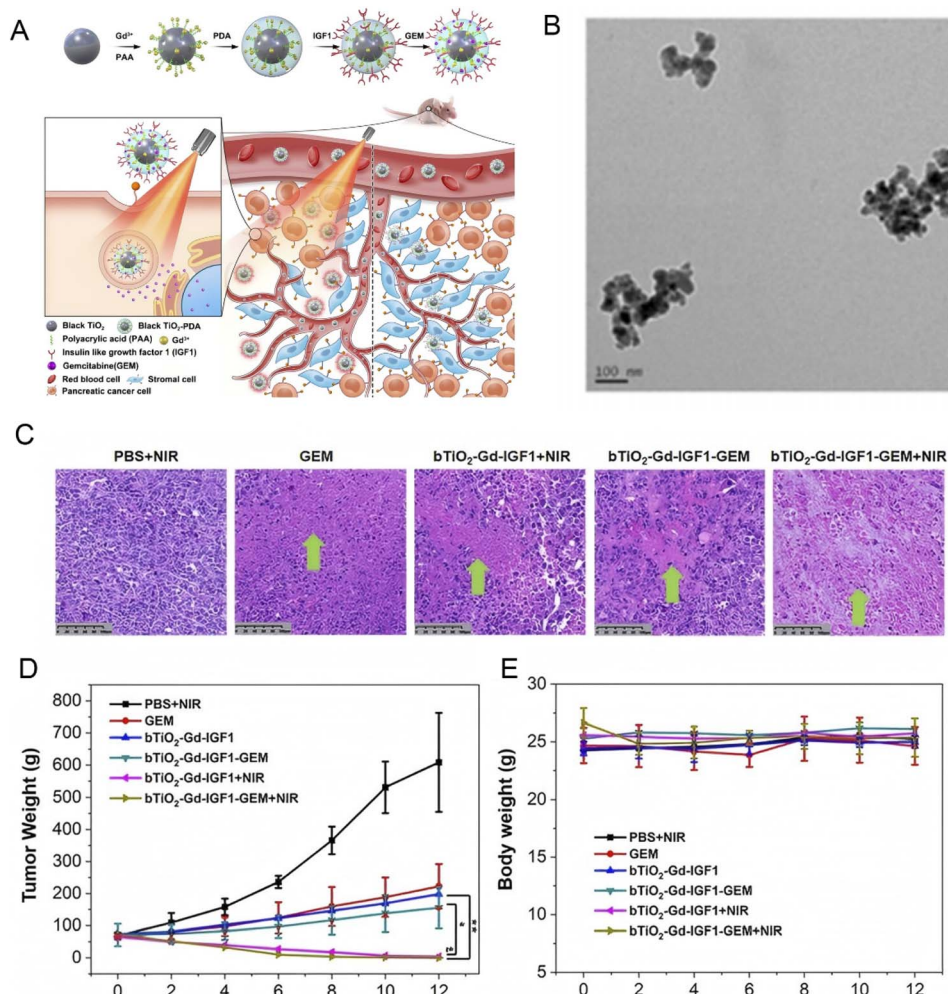 A
Gd³⁺
PAA
PDA
IGF1
GEM
Black TiO₂
Black TiO₂-PDA
Polyacrylic acid (PAA)
Gd³⁺
Insulin like growth factor 1 (IGF1)
Gemcitabine(GEM)
Red blood cell
Stromal cell
Pancreatic cancer cell
B
100 nm
C
PBS+NIR
GEM
bTiO₂-Gd-IGF1+NIR
bTiO₂-Gd-IGF1-GEM
bTiO₂-Gd-IGF1-GEM+NIR
D
Tumor Weight (g)
800
700
600
500
400
300
200
100
0
PBS+NIR
GEM
bTiO₂-Gd-IGF1
bTiO₂-Gd-IGF1-GEM
bTiO₂-Gd-IGF1+NIR
bTiO₂-Gd-IGF1-GEM+NIR
*
**
0 2 4 6 8 10 12
E
Body weight (g)
30
25
20
15
10
5
PBS+NIR
GEM
bTiO₂-Gd-IGF1
bTiO₂-Gd-IGF1-GEM
bTiO₂-Gd-IGF1+NIR
bTiO₂-Gd-IGF1-GEM+NIR
0 2 4 6 8 10 12